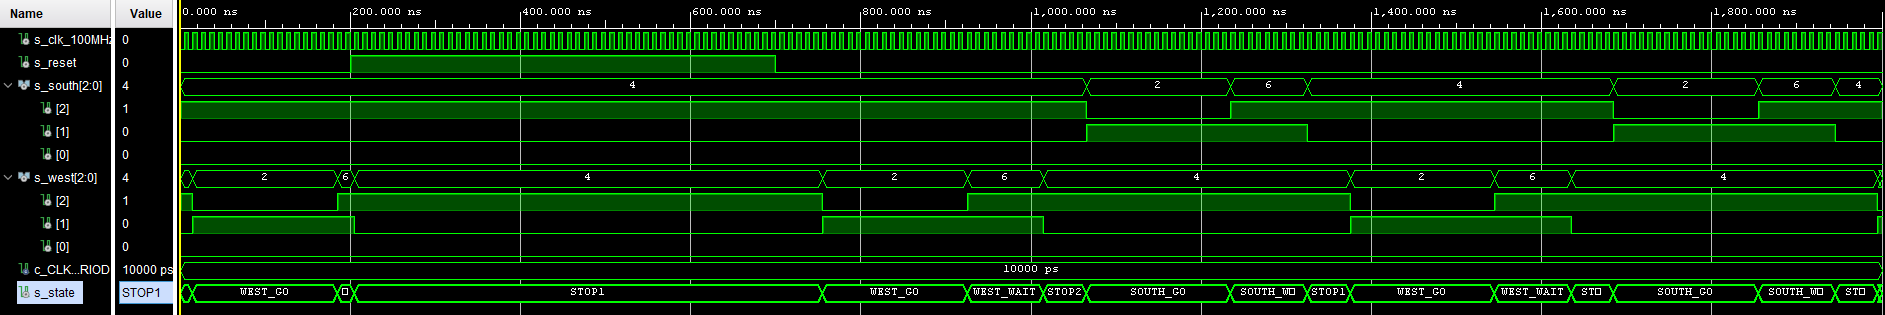 Name Value 0.000 ns 200.000 ns 400.000 ns 600.000 ns 800.000 ns 1,000.000 ns 1,200.000 ns 1,400.000 ns 1,600.000 ns 1,800.000 ns
s_clk_100MHz 0
s_reset 0
s_south[2:0] 4 4 2 6 4 2 6 4
[2] 1
[1] 0
[0] 0
s_west[2:0] 4 2 6 4 2 6 4 2 6 4
[2] 1
[1] 0
[0] 0
c_CLK...RIOD 10000 ps 10000 ps
s_state STOP1 WEST_GO □ STOP1 WEST_GO WEST_WAIT STOP2 SOUTH_GO SOUTH_W□ STOP1 WEST_GO WEST_WAIT ST□ SOUTH_GO SOUTH_W□ ST□